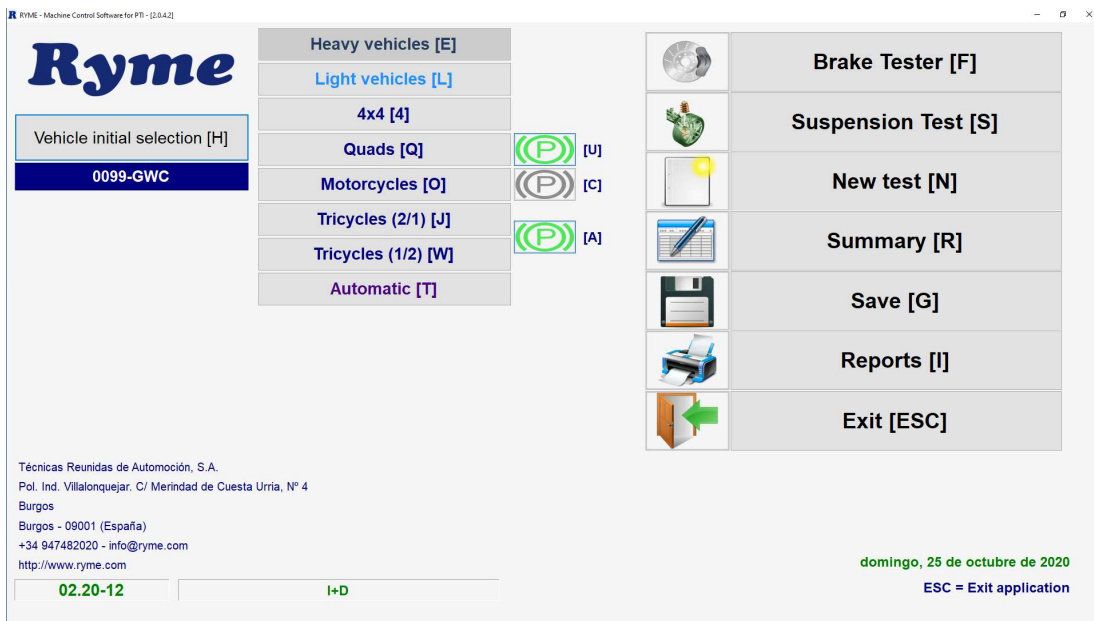 RYME - Machine Control Software for PTI - [2.0.4.2]
Ryme
Vehicle initial selection [H]
0099-GWC
Heavy vehicles [E]
Light vehicles [L]
4x4 [4]
Quads [Q]
Motorcycles [O]
Tricycles (2/1) [J]
Tricycles (1/2) [W]
Automatic [T]
(P) [U]
(P) [C]
(P) [A]
Brake Tester [F]
Suspension Test [S]
New test [N]
Summary [R]
Save [G]
Reports [I]
Exit [ESC]
Técnicas Reunidas de Automoción, S.A.
Pol. Ind. Villalonquejar. C/ Merindad de Cuesta Urria, Nº 4
Burgos
Burgos - 09001 (España)
+34 947482020 - info@ryme.com
http://www.ryme.com
02.20-12
I+D
domingo, 25 de octubre de 2020
ESC = Exit application